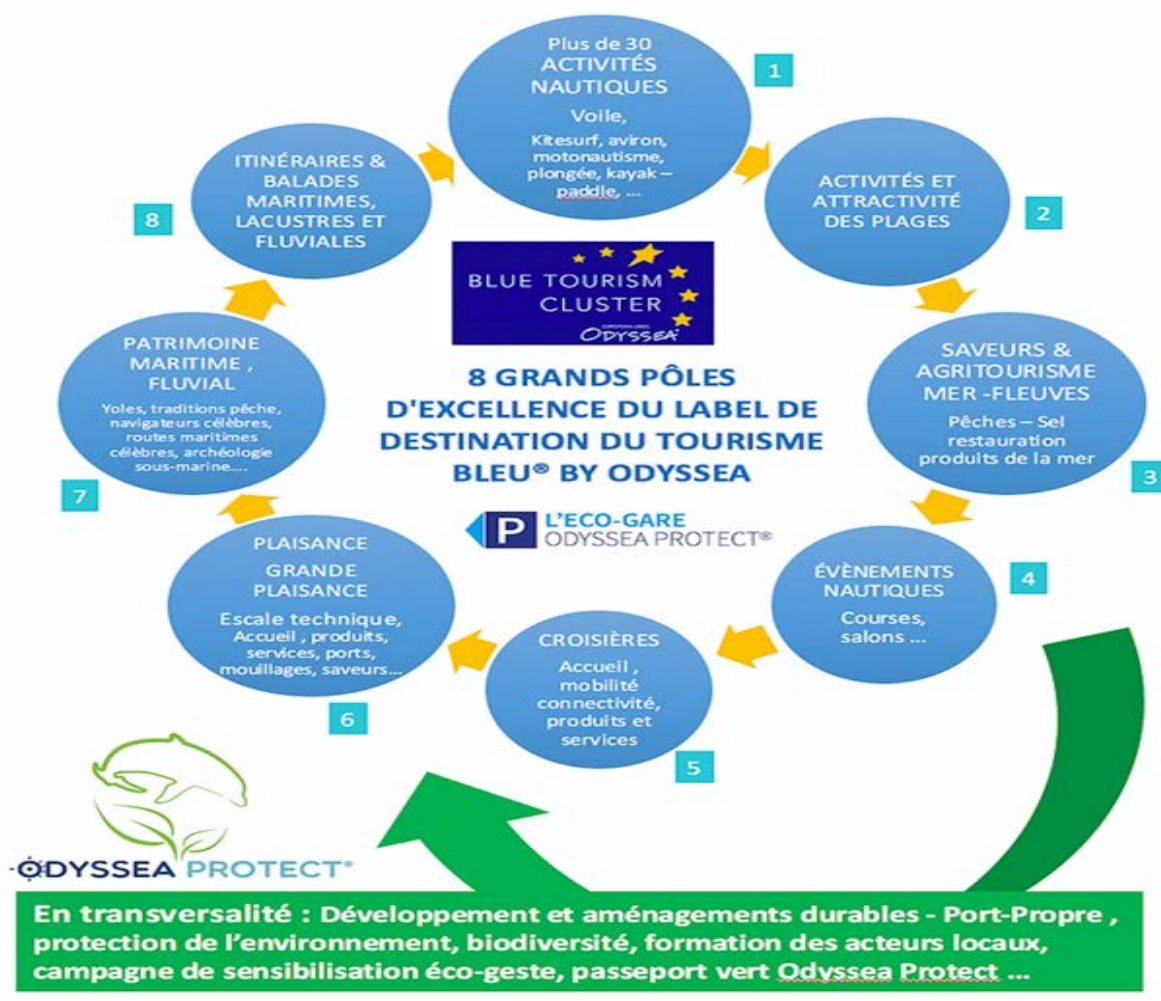 Plus de 30
ACTIVITÉS
NAUTIQUES
Voile,
Kitesurf, aviron,
motonautisme,
plongée, kayak –
paddle, ...
1
ACTIVITÉS ET
ATTRACTIVITÉ
DES PLAGES
2
SAVEURS &
AGRITOURISME
MER -FLEUVES
Pêches – Sel
restauration
produits de la mer
3
ÉVÈNEMENTS
NAUTIQUES
Courses,
salons ...
4
CROISIÈRES
Accueil ,
mobilité
connectivité,
produits et
services
5
PLAISANCE
GRANDE
PLAISANCE
Escale technique,
Accueil , produits,
services, ports,
mouillages, saveurs...
6
PATRIMOINE
MARITIME ,
FLUVIAL
Yoles, traditions pêche,
navigateurs célèbres,
routes maritimes
célèbres, archéologie
sous-marine....
7
ITINÉRAIRES &
BALADES
MARITIMES,
LACUSTRES ET
FLUVIALES
8
BLUE TOURISM
CLUSTER
ODYSSEA
8 GRANDS PÔLES
D'EXCELLENCE DU LABEL DE
DESTINATION DU TOURISME
BLEU® BY ODYSSEA
P L'ECO-GARE
ODYSSEA PROTECT®
ODYSSEA PROTECT®
En transversalité : Développement et aménagements durables - Port-Propre ,
protection de l'environnement, biodiversité, formation des acteurs locaux,
campagne de sensibilisation éco-geste, passeport vert Odyssea Protect ...